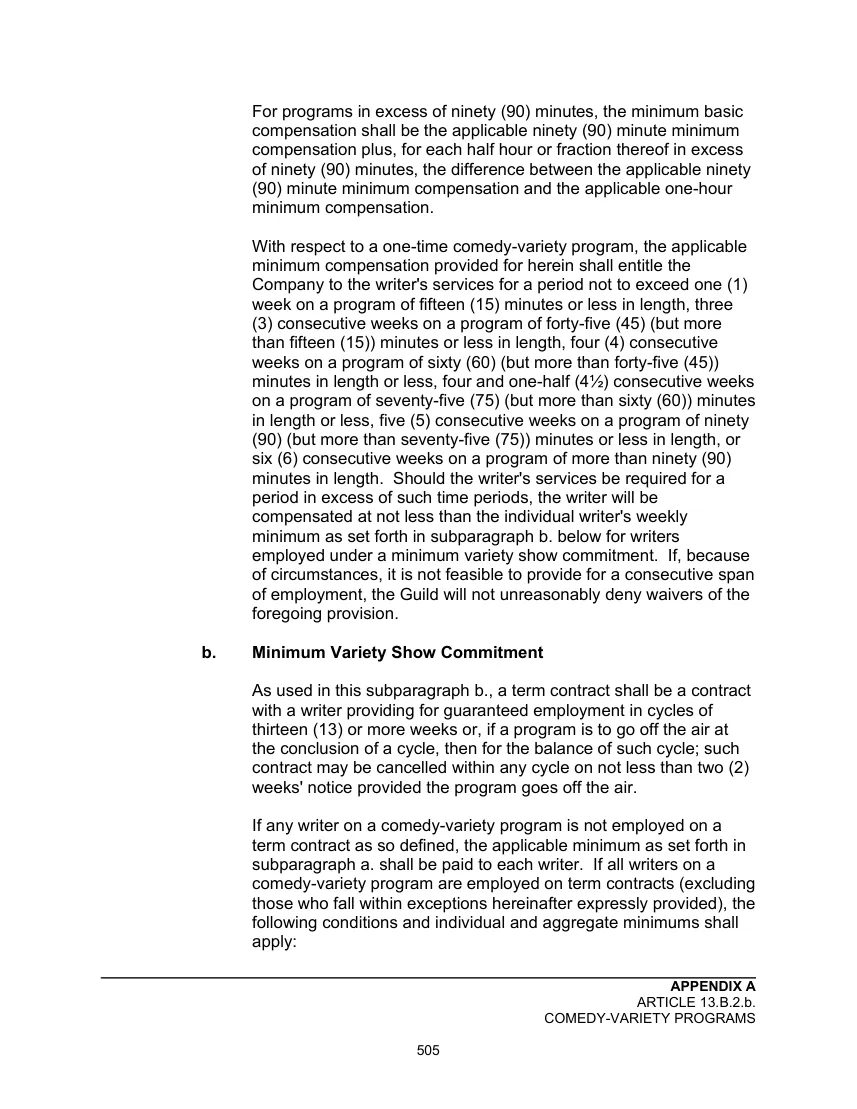 For programs in excess of ninety (90) minutes, the minimum basic
compensation shall be the applicable ninety (90) minute minimum
compensation plus, for each half hour or fraction thereof in excess
of ninety (90) minutes, the difference between the applicable ninety
(90) minute minimum compensation and the applicable one-hour
minimum compensation.
With respect to a one-time comedy-variety program, the applicable
minimum compensation provided for herein shall entitle the
Company to the writer's services for a period not to exceed one (1)
week on a program of fifteen (15) minutes or less in length, three
(3) consecutive weeks on a program of forty-five (45) (but more
than fifteen (15)) minutes or less in length, four (4) consecutive
weeks on a program of sixty (60) (but more than forty-five (45))
minutes in length or less, four and one-half (4½) consecutive weeks
on a program of seventy-five (75) (but more than sixty (60)) minutes
in length or less, five (5) consecutive weeks on a program of ninety
(90) (but more than seventy-five (75)) minutes or less in length, or
six (6) consecutive weeks on a program of more than ninety (90)
minutes in length.  Should the writer's services be required for a
period in excess of such time periods, the writer will be
compensated at not less than the individual writer's weekly
minimum as set forth in subparagraph b. below for writers
employed under a minimum variety show commitment.  If, because
of circumstances, it is not feasible to provide for a consecutive span
of employment, the Guild will not unreasonably deny waivers of the
foregoing provision.
b. Minimum Variety Show Commitment
As used in this subparagraph b., a term contract shall be a contract
with a writer providing for guaranteed employment in cycles of
thirteen (13) or more weeks or, if a program is to go off the air at
the conclusion of a cycle, then for the balance of such cycle; such
contract may be cancelled within any cycle on not less than two (2)
weeks' notice provided the program goes off the air.
If any writer on a comedy-variety program is not employed on a
term contract as so defined, the applicable minimum as set forth in
subparagraph a. shall be paid to each writer.  If all writers on a
comedy-variety program are employed on term contracts (excluding
those who fall within exceptions hereinafter expressly provided), the
following conditions and individual and aggregate minimums shall
apply:
APPENDIX A
ARTICLE 13.B.2.b.
COMEDY-VARIETY PROGRAMS
505